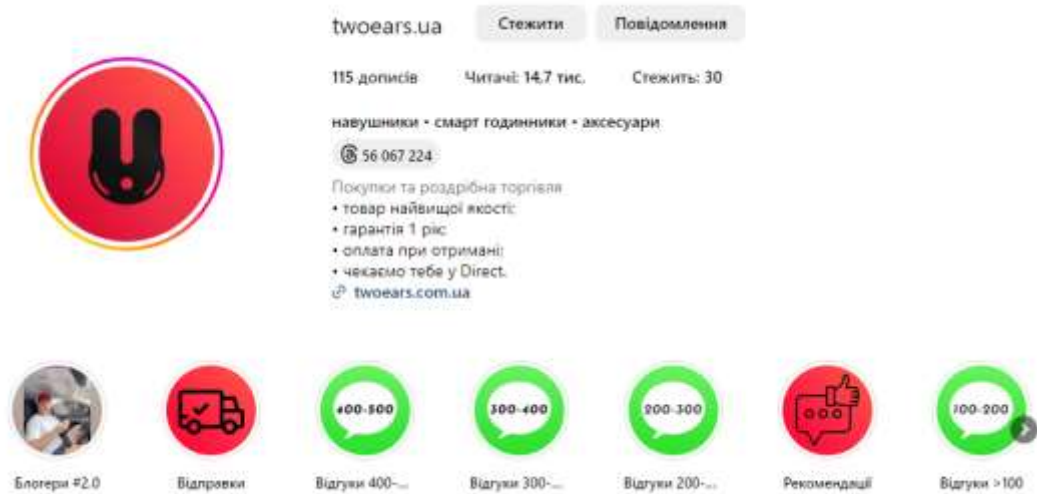 twoears.ua Стежити Повідомлення
115 дописів Читачі: 14,7 тис. Стежить: 30
навушники • смарт годинники • аксесуари
56 067 224
Покупки та роздрібна торгівля
• товар найвищої якості;
• гарантія 1 рік;
• оплата при отримані;
• чекаємо тебе у Direct.
twoears.com.ua
400-500 300-400 200-300 100-200
Блогери #2.0 Відправки Відгуки 400-... Відгуки 300-... Відгуки 200-... Рекомендації Відгуки >100